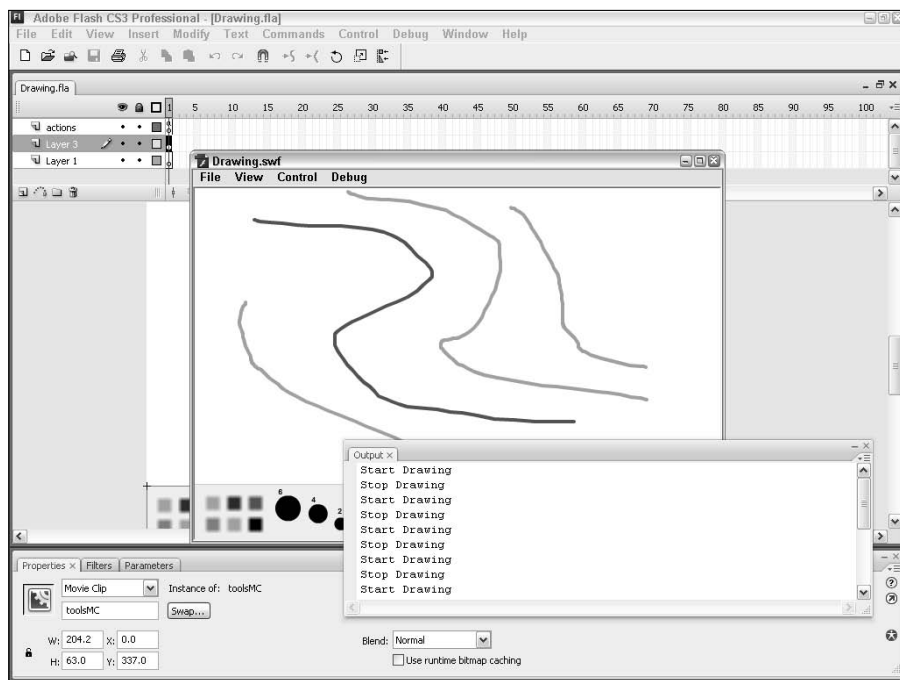 Adobe Flash CS3 Professional - [Drawing.fla]
File Edit View Insert Modify Text Commands Control Debug Window Help
Drawing.fla
1 5 10 15 20 25 30 35 40 45 50 55 60 65 70 75 80 85 90 95 100
actions
Layer 3
Layer 1
Drawing.swf
File View Control Debug
6 4 2
Output
Start Drawing
Stop Drawing
Start Drawing
Stop Drawing
Start Drawing
Stop Drawing
Start Drawing
Stop Drawing
Start Drawing
Properties Filters Parameters
Movie Clip Instance of: toolsMC
toolsMC Swap...
W: 204.2 X: 0.0 Blend: Normal
H: 63.0 Y: 337.0 Use runtime bitmap caching